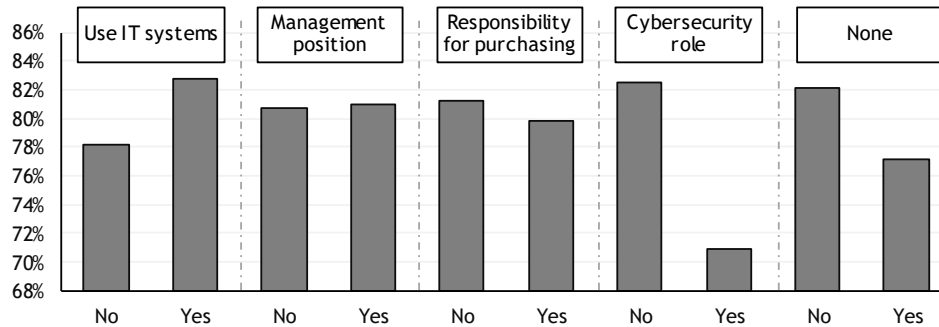 Use IT systems
Management
position
Responsibility
for purchasing
Cybersecurity
role
None
86%
84%
82%
80%
78%
76%
74%
72%
70%
68%
No Yes No Yes No Yes No Yes No Yes